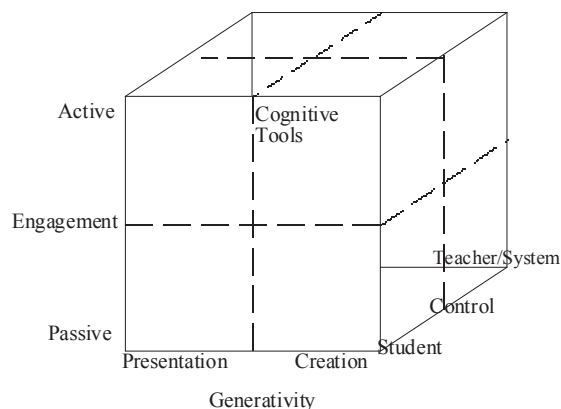 Active
Cognitive
Tools
Engagement
Teacher/System
Control
Passive
Student
Presentation
Creation
Generativity